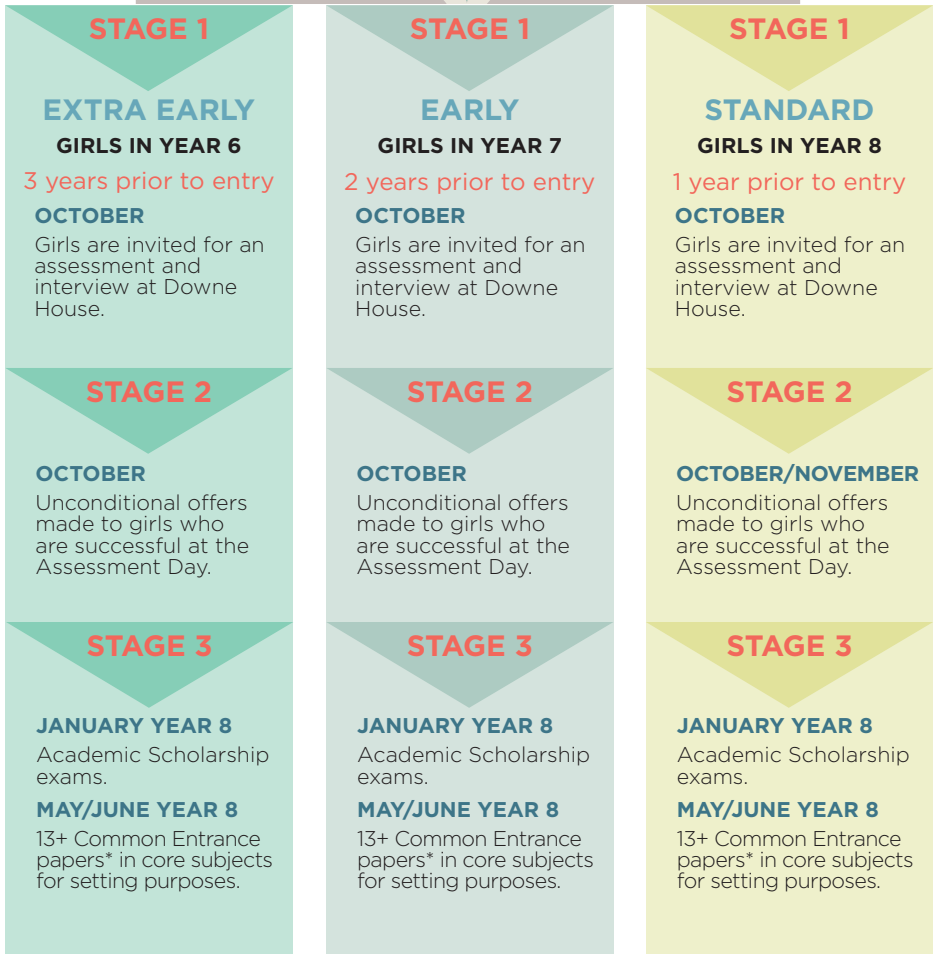 STAGE 1
EXTRA EARLY
GIRLS IN YEAR 6
3 years prior to entry
OCTOBER
Girls are invited for an
assessment and
interview at Downe
House.
STAGE 2
OCTOBER
Unconditional offers
made to girls who
are successful at the
Assessment Day.
STAGE 3
JANUARY YEAR 8
Academic Scholarship
exams.
MAY/JUNE YEAR 8
13+ Common Entrance
papers* in core subjects
for setting purposes.
STAGE 1
EARLY
GIRLS IN YEAR 7
2 years prior to entry
OCTOBER
Girls are invited for an
assessment and
interview at Downe
House.
STAGE 2
OCTOBER
Unconditional offers
made to girls who
are successful at the
Assessment Day.
STAGE 3
JANUARY YEAR 8
Academic Scholarship
exams.
MAY/JUNE YEAR 8
13+ Common Entrance
papers* in core subjects
for setting purposes.
STAGE 1
STANDARD
GIRLS IN YEAR 8
1 year prior to entry
OCTOBER
Girls are invited for an
assessment and
interview at Downe
House.
STAGE 2
OCTOBER/NOVEMBER
Unconditional offers
made to girls who
are successful at the
Assessment Day.
STAGE 3
JANUARY YEAR 8
Academic Scholarship
exams.
MAY/JUNE YEAR 8
13+ Common Entrance
papers* in core subjects
for setting purposes.